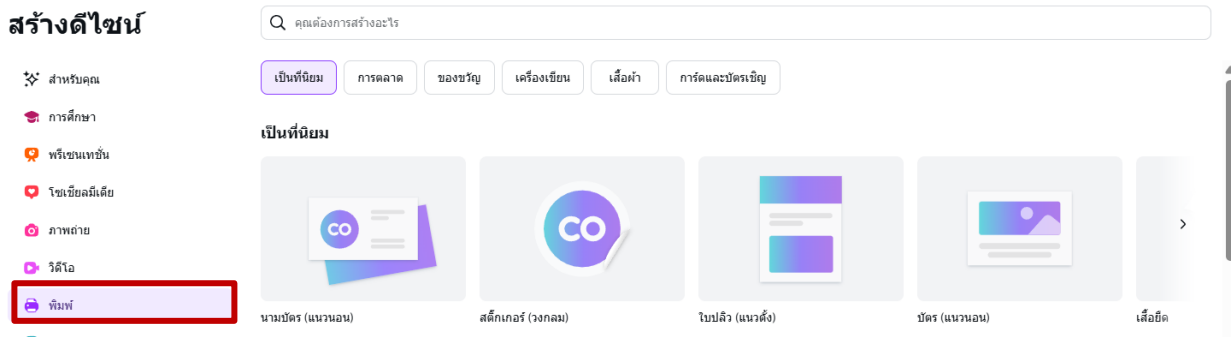 สร้างดีไซน์
คุณต้องการสร้างอะไร
สำหรับคุณ
การศึกษา
พรีเซนเทชั่น
โซเชียลมีเดีย
ภาพถ่าย
วิดีโอ
พิมพ์
เป็นที่นิยม การตลาด ของขวัญ เครื่องเขียน เสื้อผ้า การ์ดและบัตรเชิญ
เป็นที่นิยม
CO CO
นามบัตร (แนวนอน) สติ๊กเกอร์ (วงกลม) ใบปลิว (แนวตั้ง) บัตร (แนวนอน) เสื้อยืด